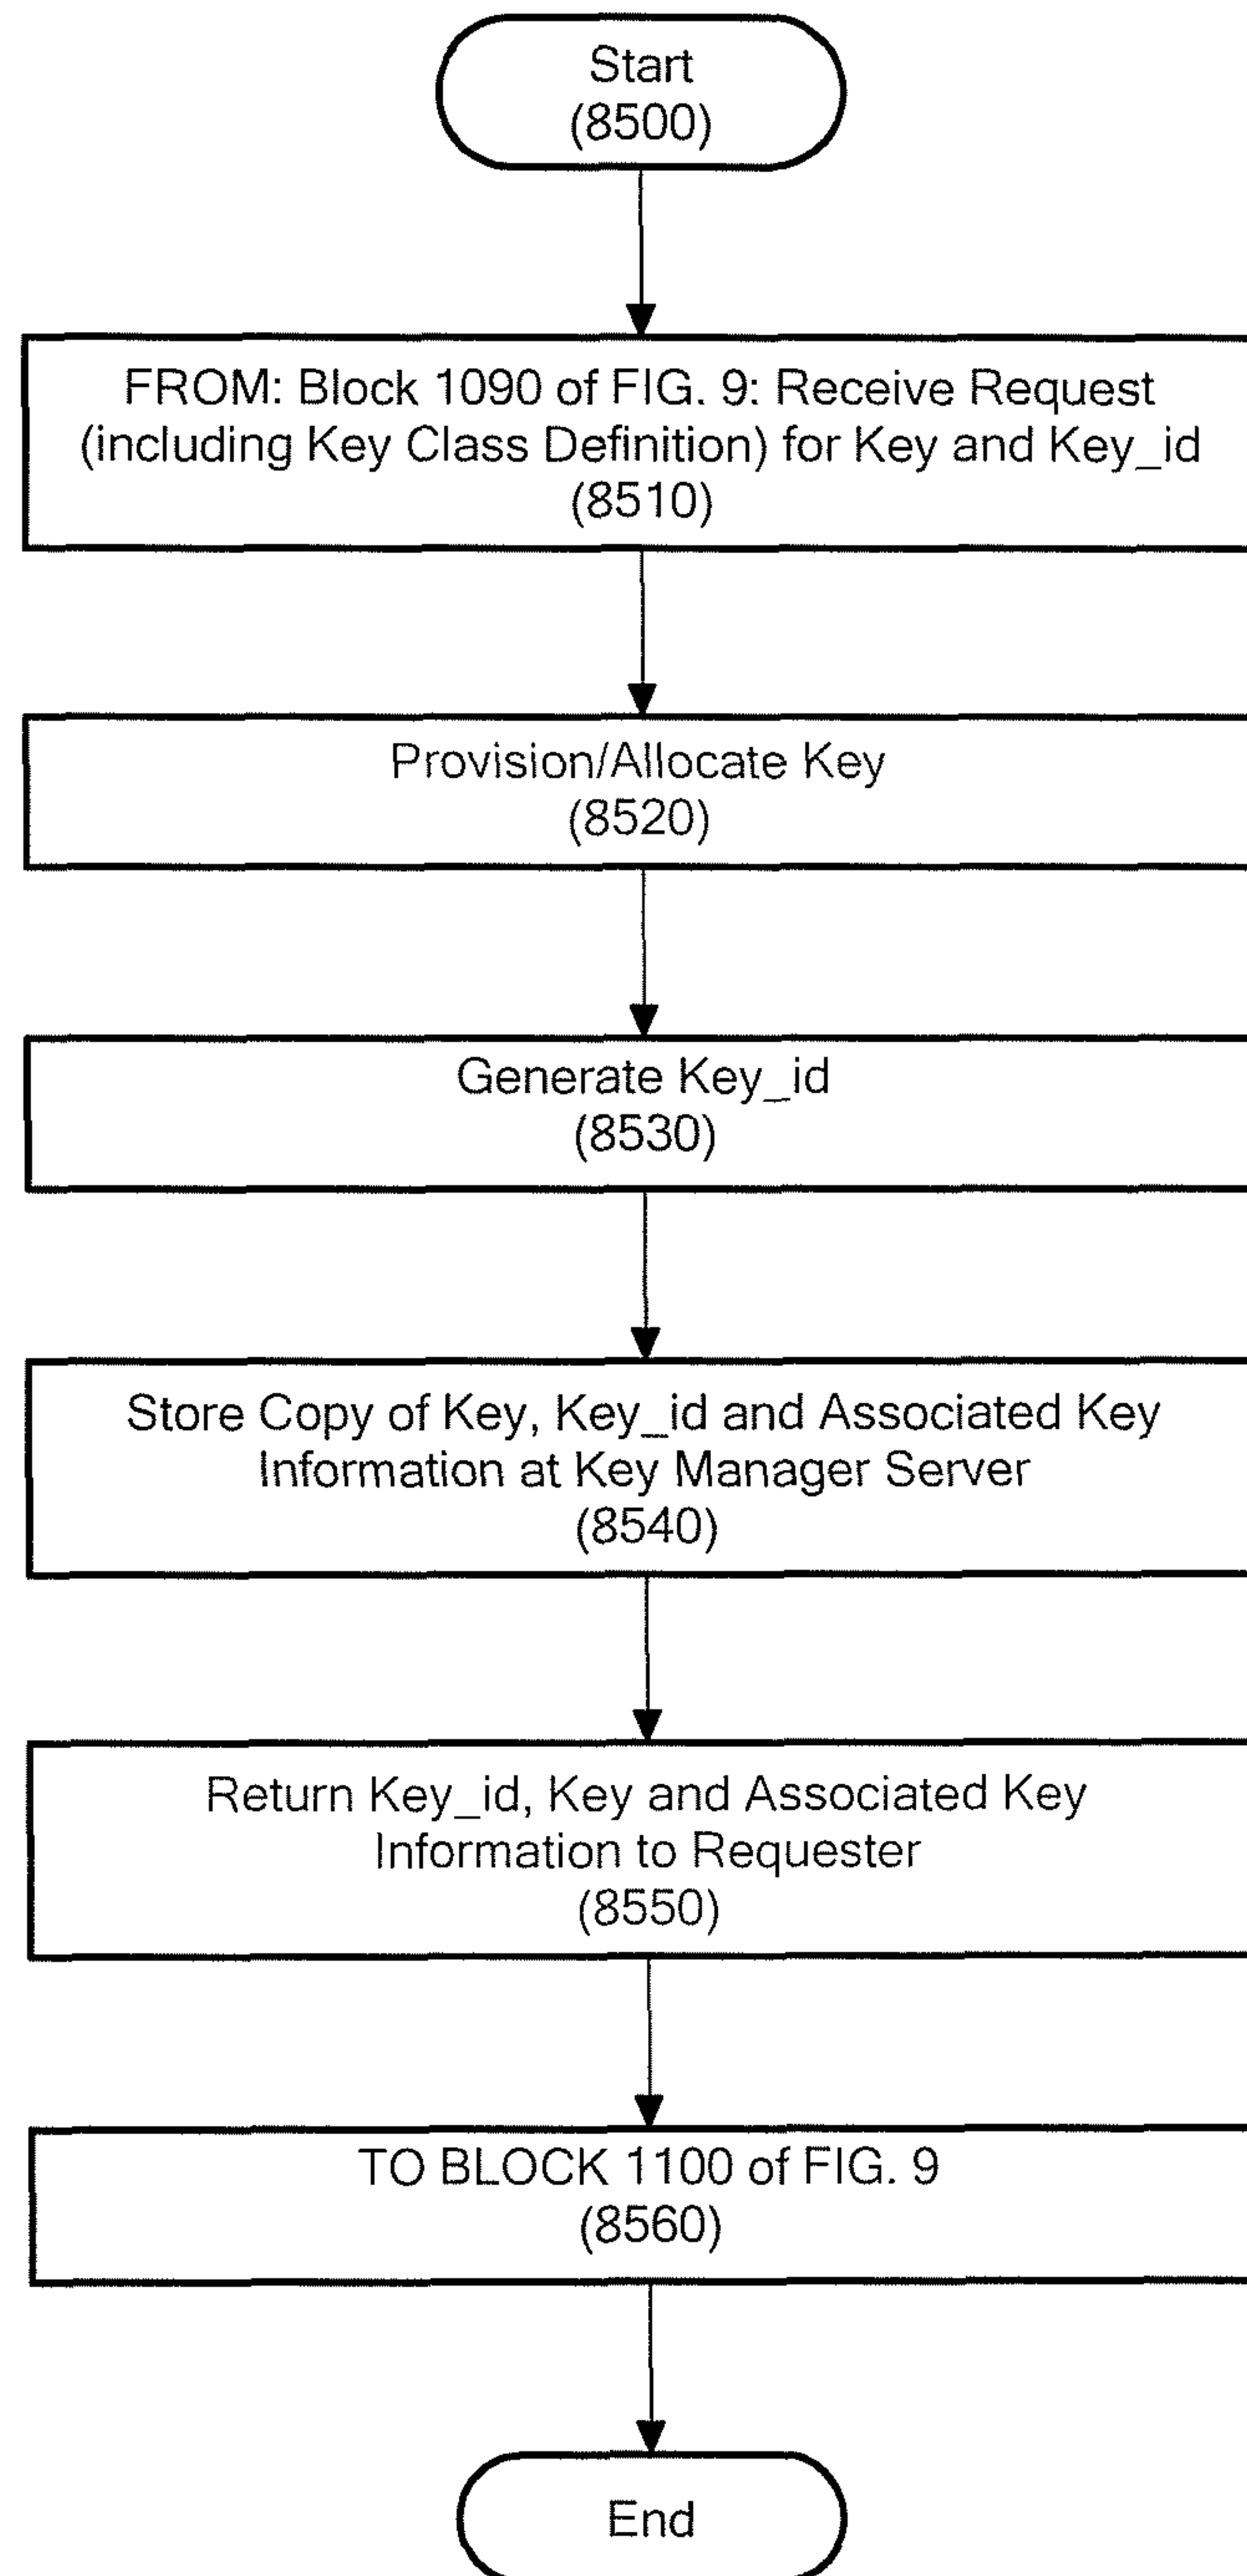 Start
(8500)
FROM: Block 1090 of FIG. 9: Receive Request
(including Key Class Definition) for Key and Key_id
(8510)
Provision/Allocate Key
(8520)
Generate Key_id
(8530)
Store Copy of Key, Key_id and Associated Key
Information at Key Manager Server
(8540)
Return Key_id, Key and Associated Key
Information to Requester
(8550)
TO BLOCK 1100 of FIG. 9
(8560)
End